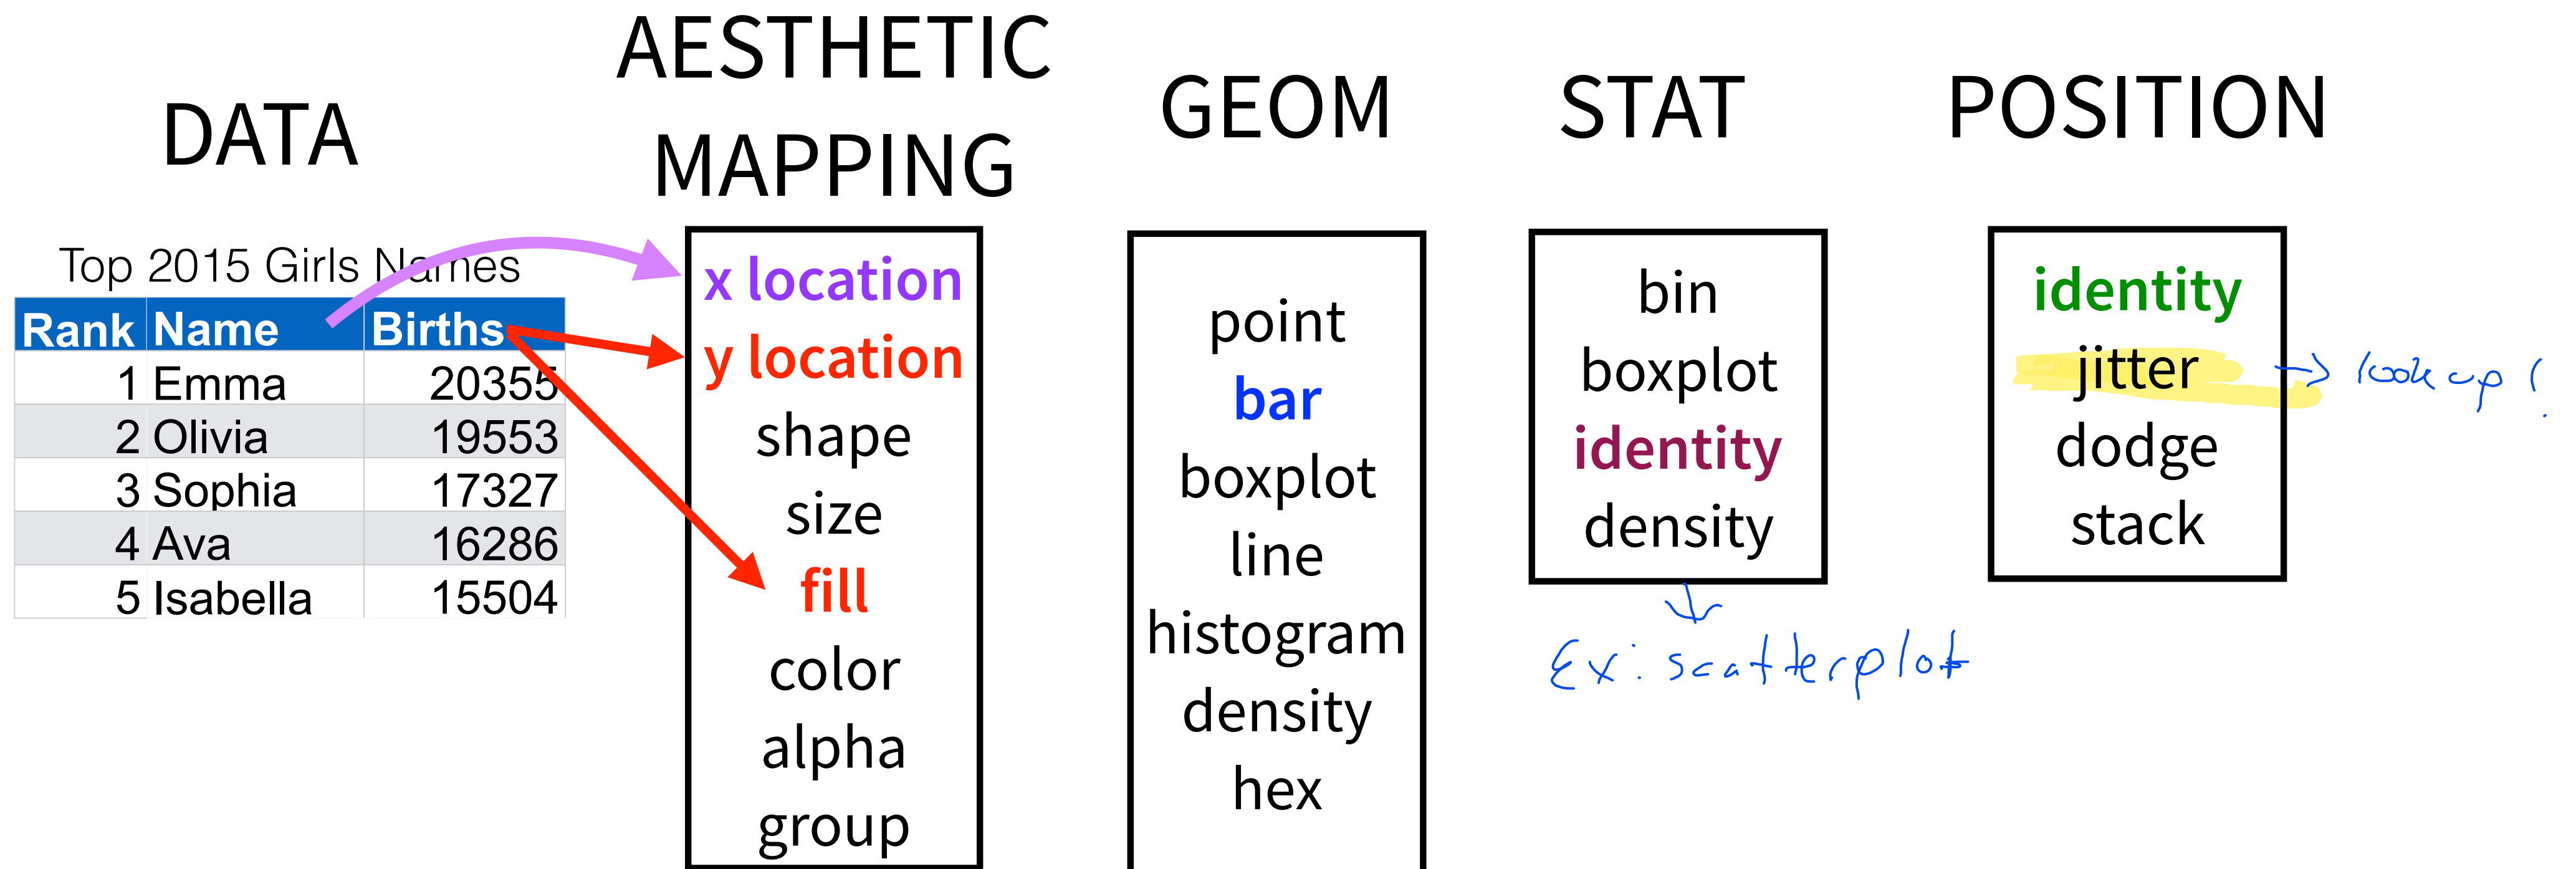 DATA
Top 2015 Girls Names
Rank Name Births
1 Emma 20355
2 Olivia 19553
3 Sophia 17327
4 Ava 16286
5 Isabella 15504
AESTHETIC
MAPPING
x location
y location
shape
size
fill
color
alpha
group
GEOM
point
bar
boxplot
line
histogram
density
hex
STAT
bin
boxplot
identity
density
Ex: scatterplot
POSITION
identity
jitter → look up!
dodge
stack